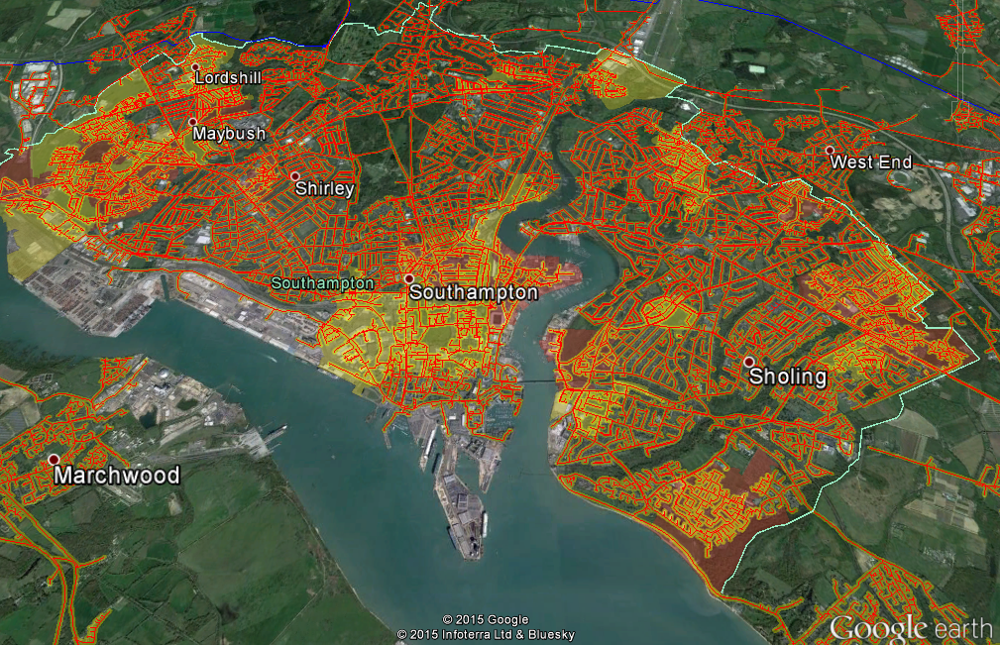 Lordshill
Maybush
West End
Shirley
Southampton
Southampton
Sholing
Marchwood
© 2015 Google
© 2015 Infoterra Ltd & Bluesky
Google earth